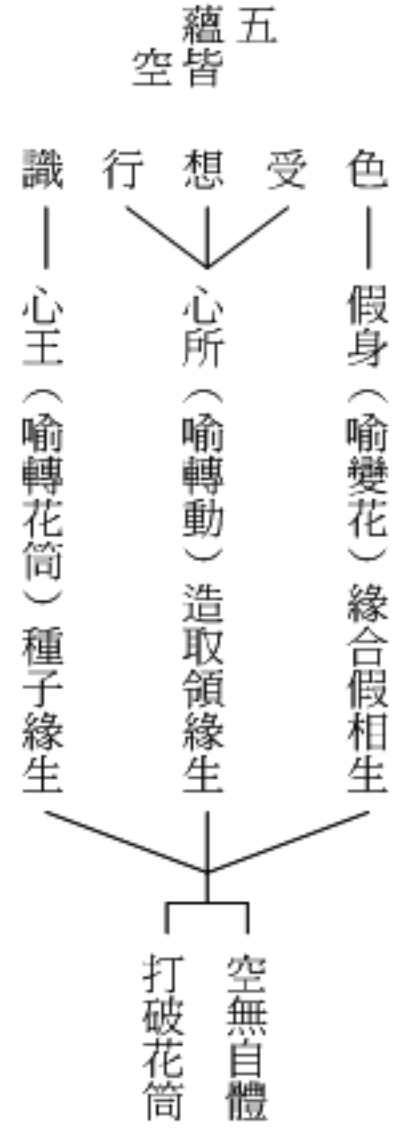 五蘊
皆空
色
受
想
行
識
假身（喻變花）緣合假相生
心所（喻轉動）造取領緣生
心王（喻轉花筒）種子緣生
空無自體
打破花筒